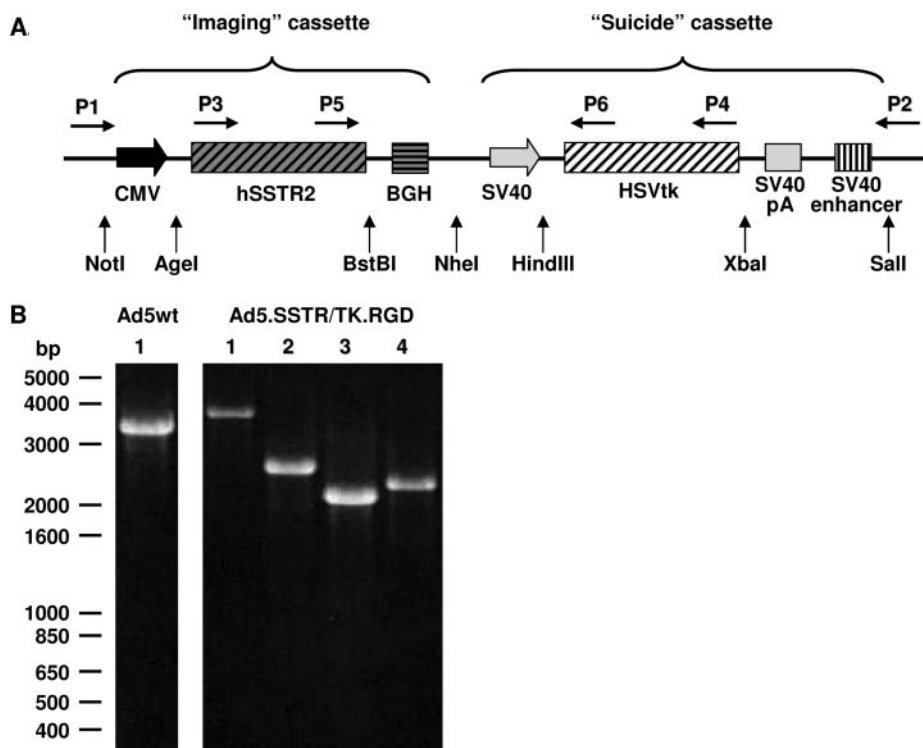 A.
“Imaging” cassette “Suicide” cassette
P1 P3 P5 P6 P4 P2
CMV hSSTR2 BGH SV40 HSVtk SV40 pA SV40 enhancer
NotI AgeI BstBI NheI HindIII XbaI SalI
B
Ad5wt Ad5.SSTR/TK.RGD
bp 1 1 2 3 4
5000
4000
3000
2000
1600
1000
850
650
500
400